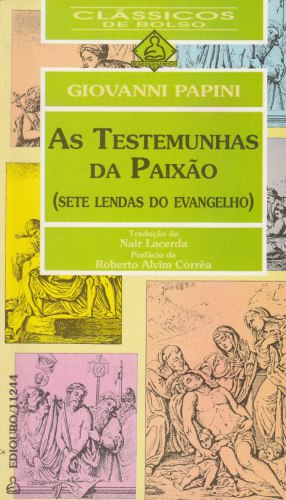 CLÁSSICOS
DE BOLSO
GIOVANNI PAPINI
AS TESTEMUNHAS
DA PAIXÃO
(SETE LENDAS DO EVANGELHO)
Tradução de
Nair Lacerda
Prefácio de
Roberto Alvim Corrêa
EDIOURO/11244